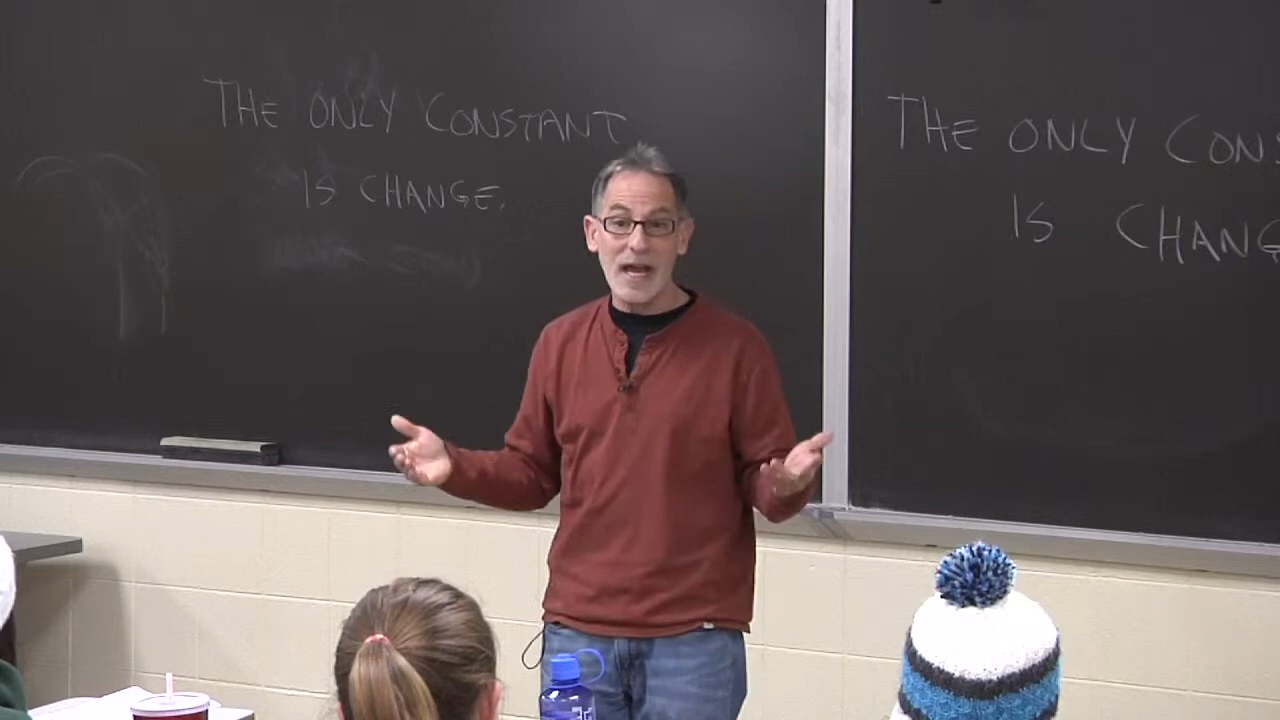 THE ONLY CONSTANT
IS CHANGE.
THE ONLY CONS
IS CHANG